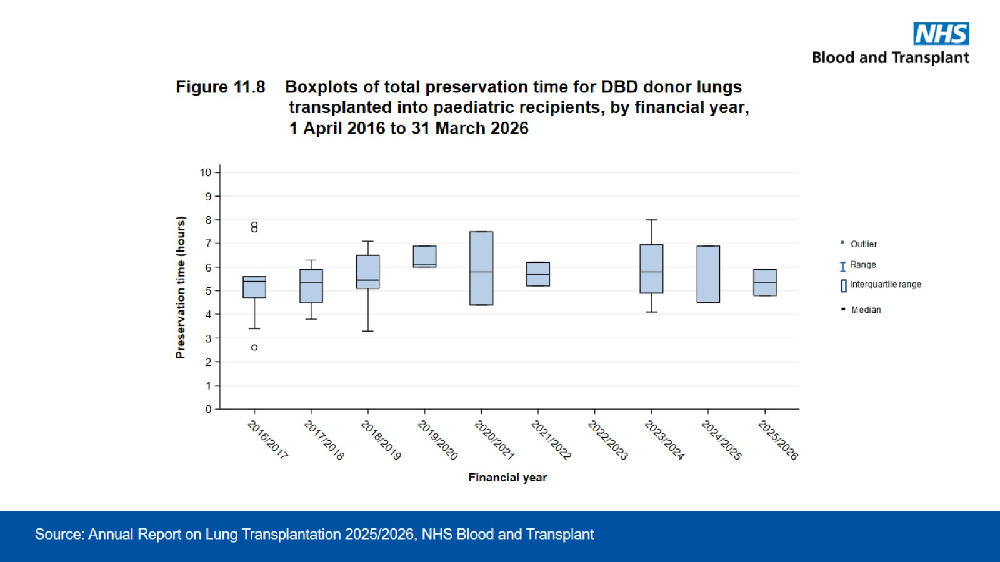 NHS
Blood and Transplant
Figure 11.8 Boxplots of total preservation time for DBD donor lungs
transplanted into paediatric recipients, by financial year,
1 April 2016 to 31 March 2026
Preservation time (hours)
10
9
8
7
6
5
4
3
2
1
0
2016/2017
2017/2018
2018/2019
2019/2020
2020/2021
2021/2022
2022/2023
2023/2024
2024/2025
2025/2026
Financial year
Outlier
Range
Interquartile range
Median
Source: Annual Report on Lung Transplantation 2025/2026, NHS Blood and Transplant